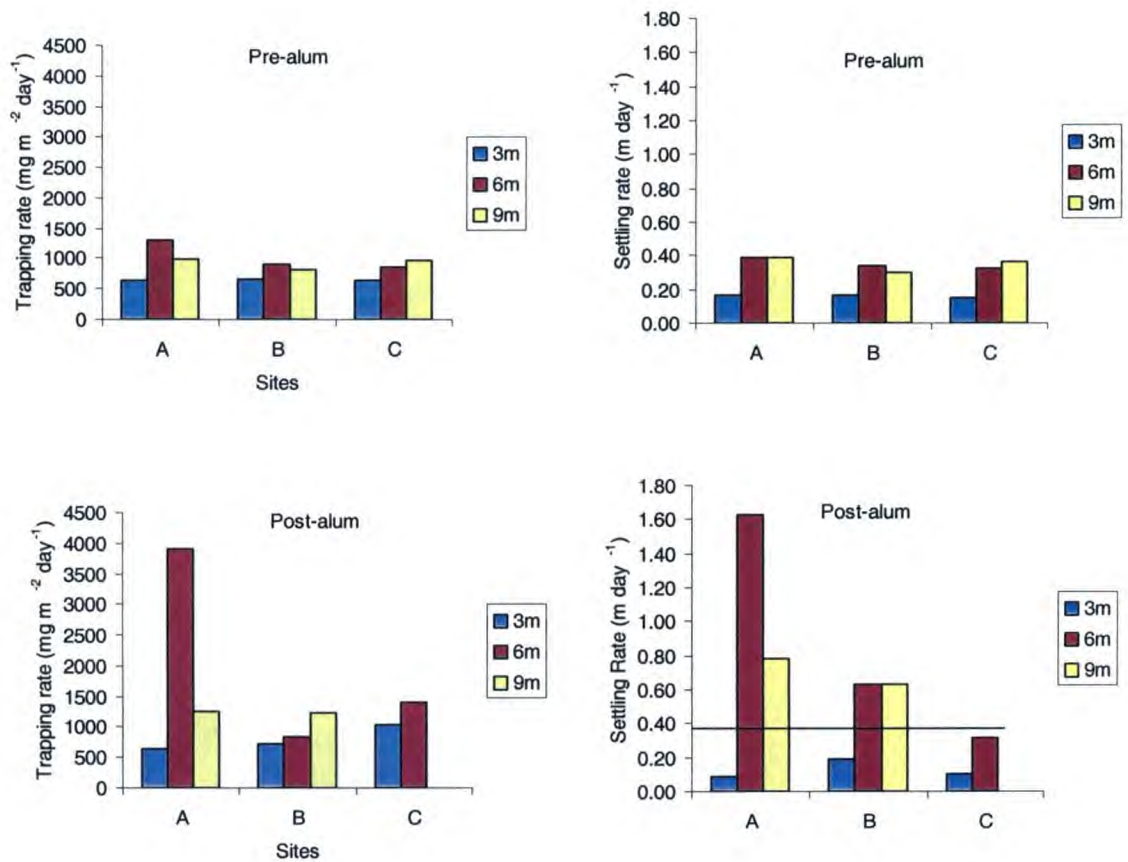 Pre-alum
Trapping rate (mg m -2 day -1)
4500
4000
3500
3000
2500
2000
1500
1000
500
0
A B C
Sites
3m
6m
9m
Pre-alum
Settling rate (m day -1)
1.80
1.60
1.40
1.20
1.00
0.80
0.60
0.40
0.20
0.00
A B C
3m
6m
9m
Post-alum
Trapping rate (mg m -2 day -1)
4500
4000
3500
3000
2500
2000
1500
1000
500
0
A B C
Sites
3m
6m
9m
Post-alum
Settling Rate (m day -1)
1.80
1.60
1.40
1.20
1.00
0.80
0.60
0.40
0.20
0.00
A B C
3m
6m
9m